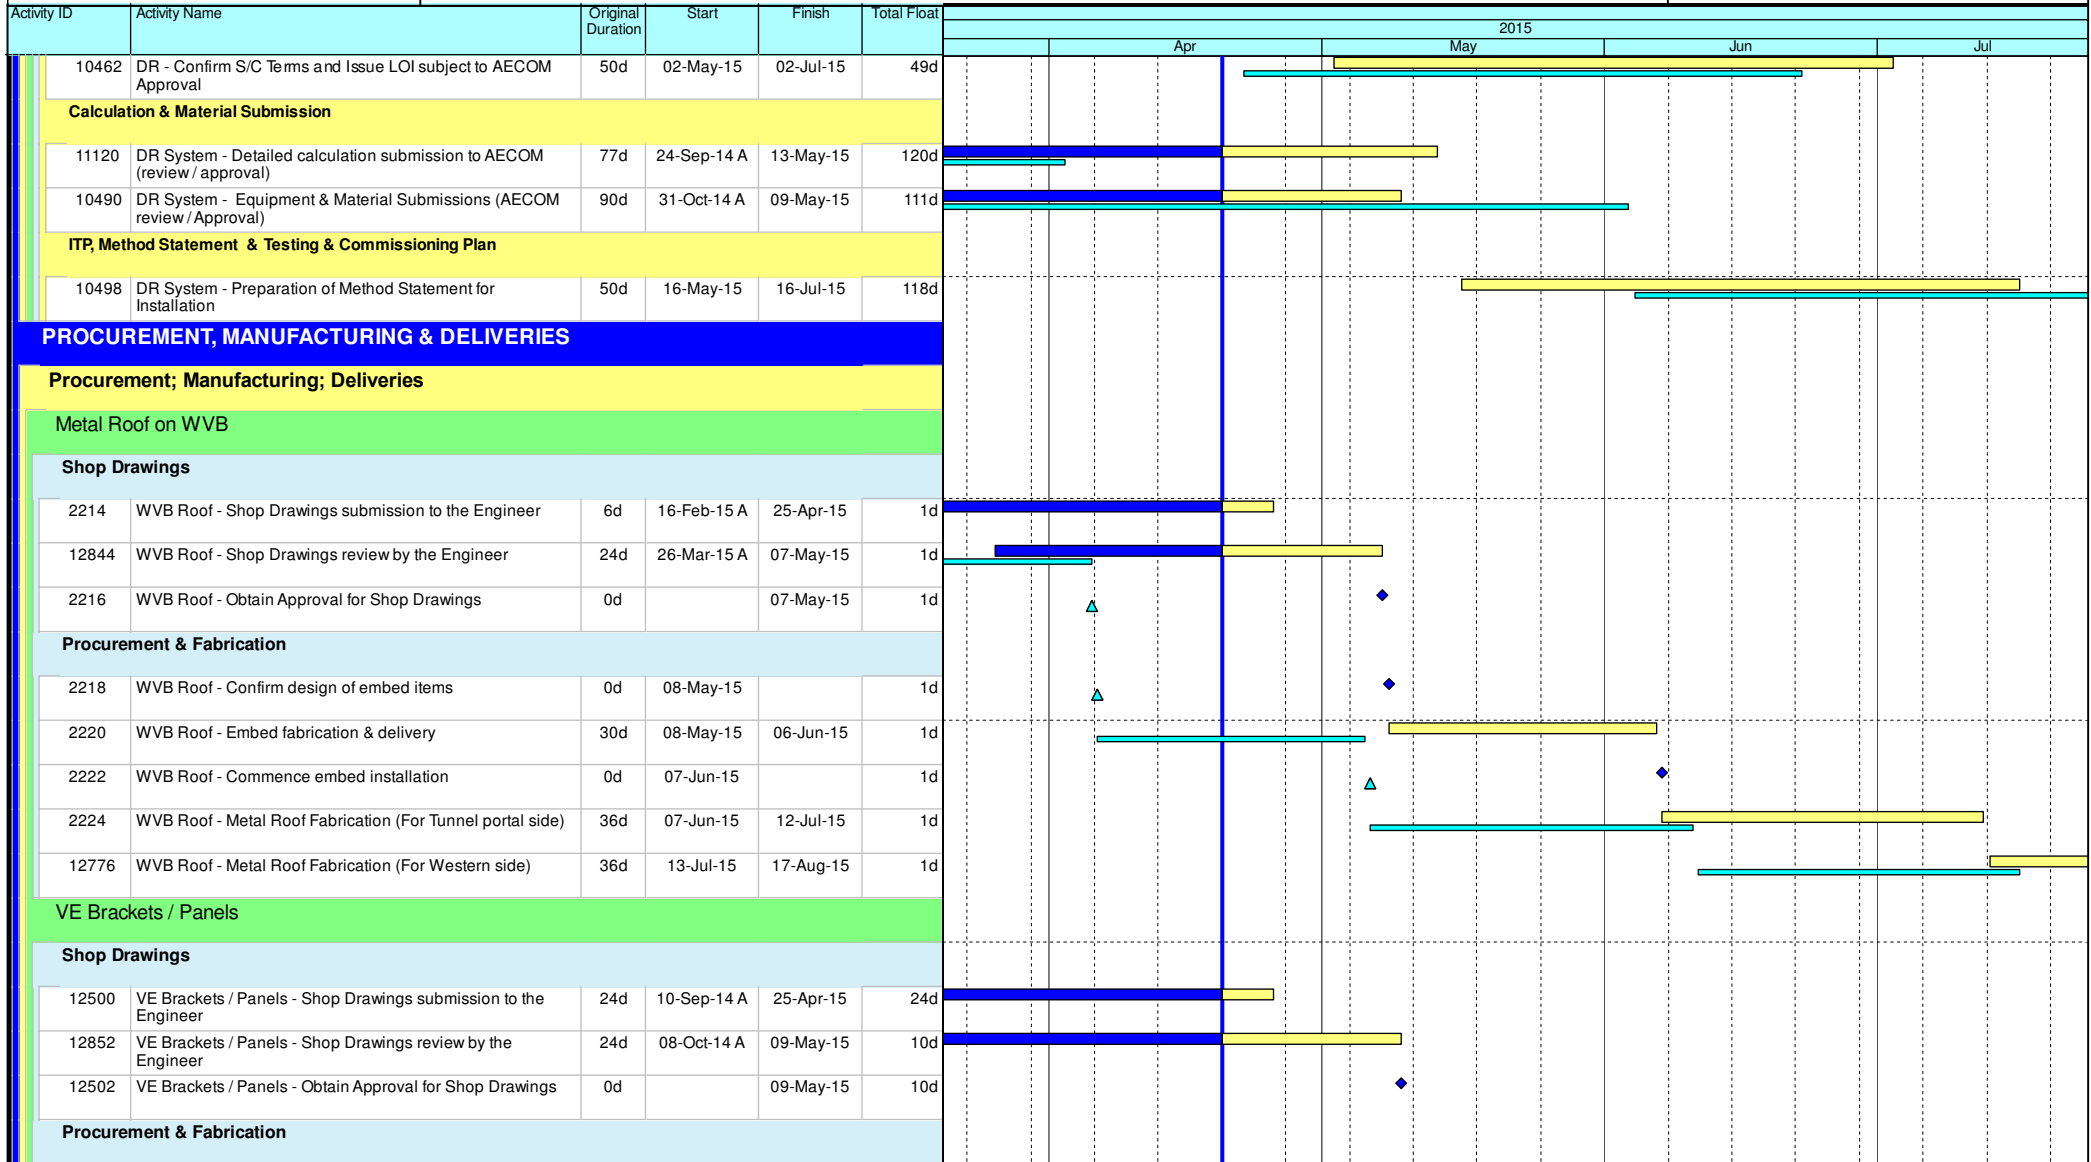 Activity ID Activity Name Original Duration Start Finish Total Float
2015
Apr May Jun Jul
10462 DR - Confirm S/C Terms and Issue LOI subject to AECOM Approval 50d 02-May-15 02-Jul-15 49d
Calculation & Material Submission
11120 DR System - Detailed calculation submission to AECOM (review / approval) 77d 24-Sep-14 A 13-May-15 120d
10490 DR System - Equipment & Material Submissions (AECOM review / Approval) 90d 31-Oct-14 A 09-May-15 111d
ITP, Method Statement & Testing & Commissioning Plan
10498 DR System - Preparation of Method Statement for Installation 50d 16-May-15 16-Jul-15 118d
PROCUREMENT, MANUFACTURING & DELIVERIES
Procurement; Manufacturing; Deliveries
Metal Roof on WVB
Shop Drawings
2214 WVB Roof - Shop Drawings submission to the Engineer 6d 16-Feb-15 A 25-Apr-15 1d
12844 WVB Roof - Shop Drawings review by the Engineer 24d 26-Mar-15 A 07-May-15 1d
2216 WVB Roof - Obtain Approval for Shop Drawings 0d 07-May-15 1d
Procurement & Fabrication
2218 WVB Roof - Confirm design of embed items 0d 08-May-15 1d
2220 WVB Roof - Embed fabrication & delivery 30d 08-May-15 06-Jun-15 1d
2222 WVB Roof - Commence embed installation 0d 07-Jun-15 1d
2224 WVB Roof - Metal Roof Fabrication (For Tunnel portal side) 36d 07-Jun-15 12-Jul-15 1d
12776 WVB Roof - Metal Roof Fabrication (For Western side) 36d 13-Jul-15 17-Aug-15 1d
VE Brackets / Panels
Shop Drawings
12500 VE Brackets / Panels - Shop Drawings submission to the Engineer 24d 10-Sep-14 A 25-Apr-15 24d
12852 VE Brackets / Panels - Shop Drawings review by the Engineer 24d 08-Oct-14 A 09-May-15 10d
12502 VE Brackets / Panels - Obtain Approval for Shop Drawings 0d 09-May-15 10d
Procurement & Fabrication